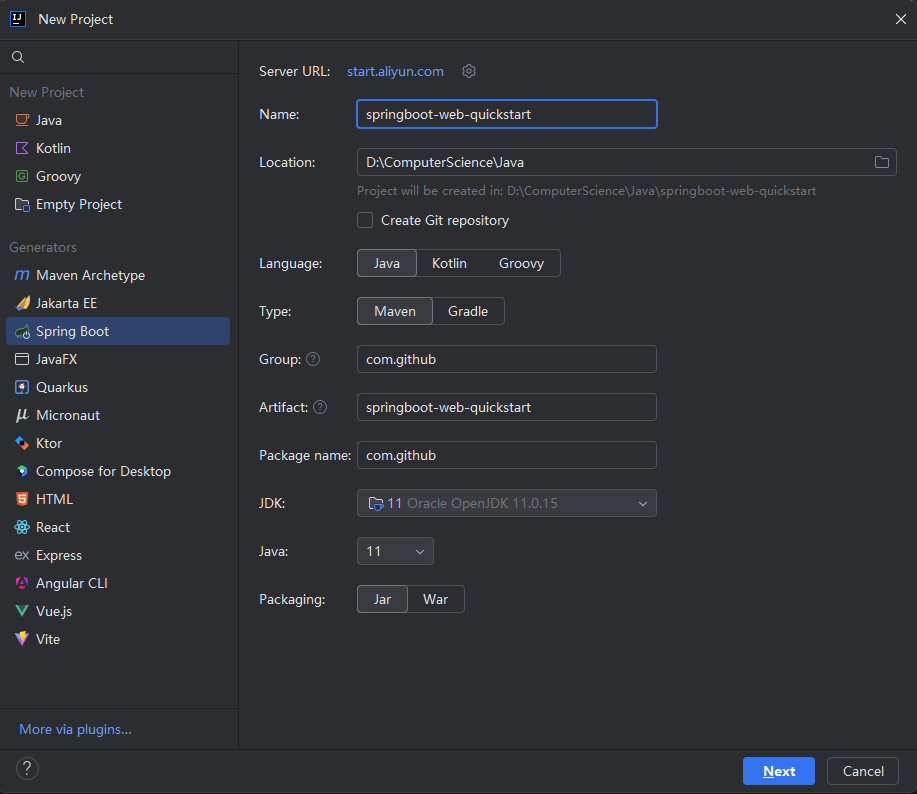 New Project
Server URL: start.aliyun.com
New Project
Java
Kotlin
Groovy
Empty Project
Generators
Maven Archetype
Jakarta EE
Spring Boot
JavaFX
Quarkus
Micronaut
Ktor
Compose for Desktop
HTML
React
Express
Angular CLI
Vue.js
Vite
More via plugins...
Name: springboot-web-quickstart
Location: D:\ComputerScience\Java
Project will be created in: D:\ComputerScience\Java\springboot-web-quickstart
Create Git repository
Language: Java Kotlin Groovy
Type: Maven Gradle
Group: ? com.github
Artifact: ? springboot-web-quickstart
Package name: com.github
JDK: 11 Oracle OpenJDK 11.0.15
Java: 11
Packaging: Jar War
? Next Cancel